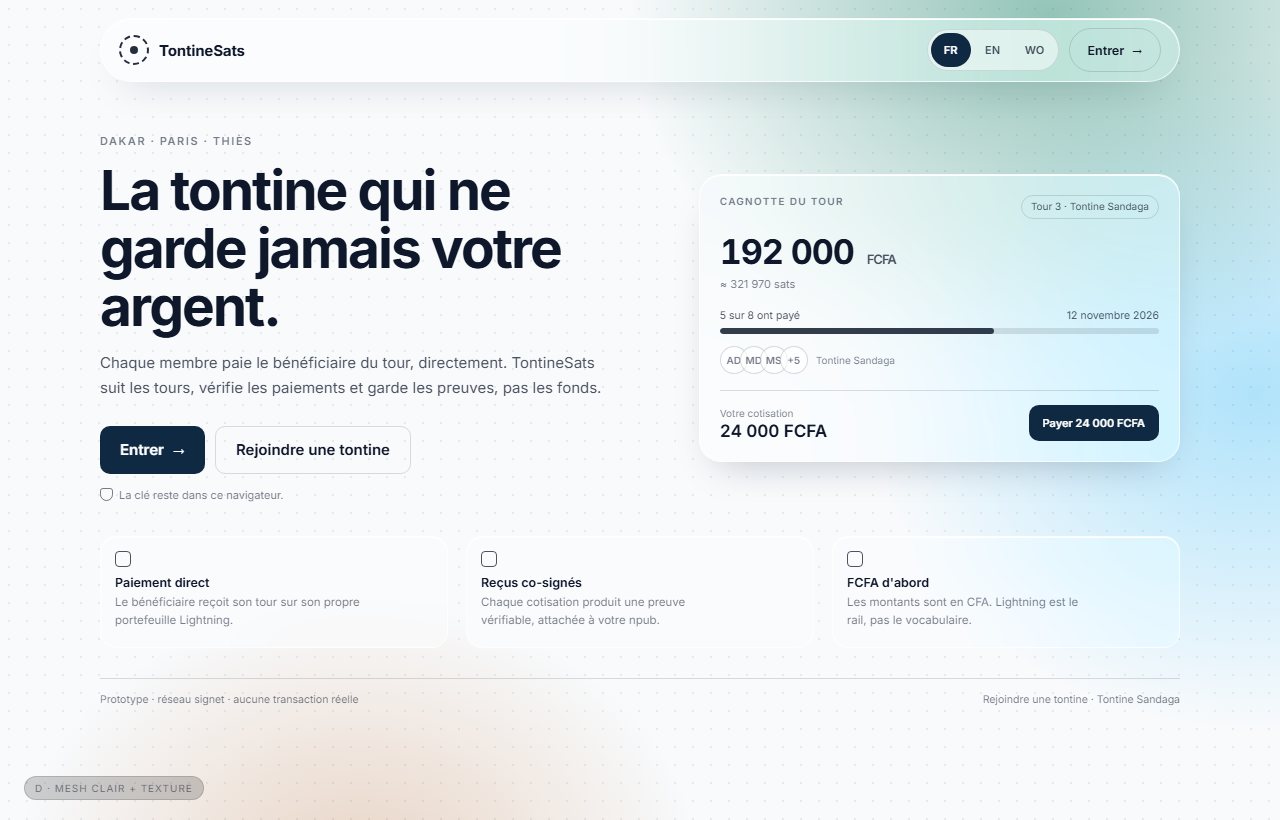 TontineSats
FR EN WO
Entrer →
DAKAR · PARIS · THIÈS
La tontine qui ne
garde jamais votre
argent.
Chaque membre paie le bénéficiaire du tour, directement. TontineSats
suit les tours, vérifie les paiements et garde les preuves, pas les fonds.
Entrer →
Rejoindre une tontine
La clé reste dans ce navigateur.
CAGNOTTE DU TOUR
Tour 3 · Tontine Sandaga
192 000 FCFA
≈ 321 970 sats
5 sur 8 ont payé
12 novembre 2026
AD MD MS +5 Tontine Sandaga
Votre cotisation
24 000 FCFA
Payer 24 000 FCFA
Paiement direct
Le bénéficiaire reçoit son tour sur son propre
portefeuille Lightning.
Reçus co-signés
Chaque cotisation produit une preuve
vérifiable, attachée à votre npub.
FCFA d'abord
Les montants sont en CFA. Lightning est le
rail, pas le vocabulaire.
Prototype · réseau signet · aucune transaction réelle
Rejoindre une tontine · Tontine Sandaga
D · MESH CLAIR + TEXTURE